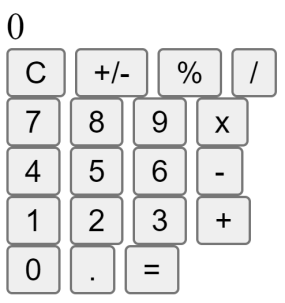 0
C +/- % /
7 8 9 x
4 5 6 -
1 2 3 +
0 . =